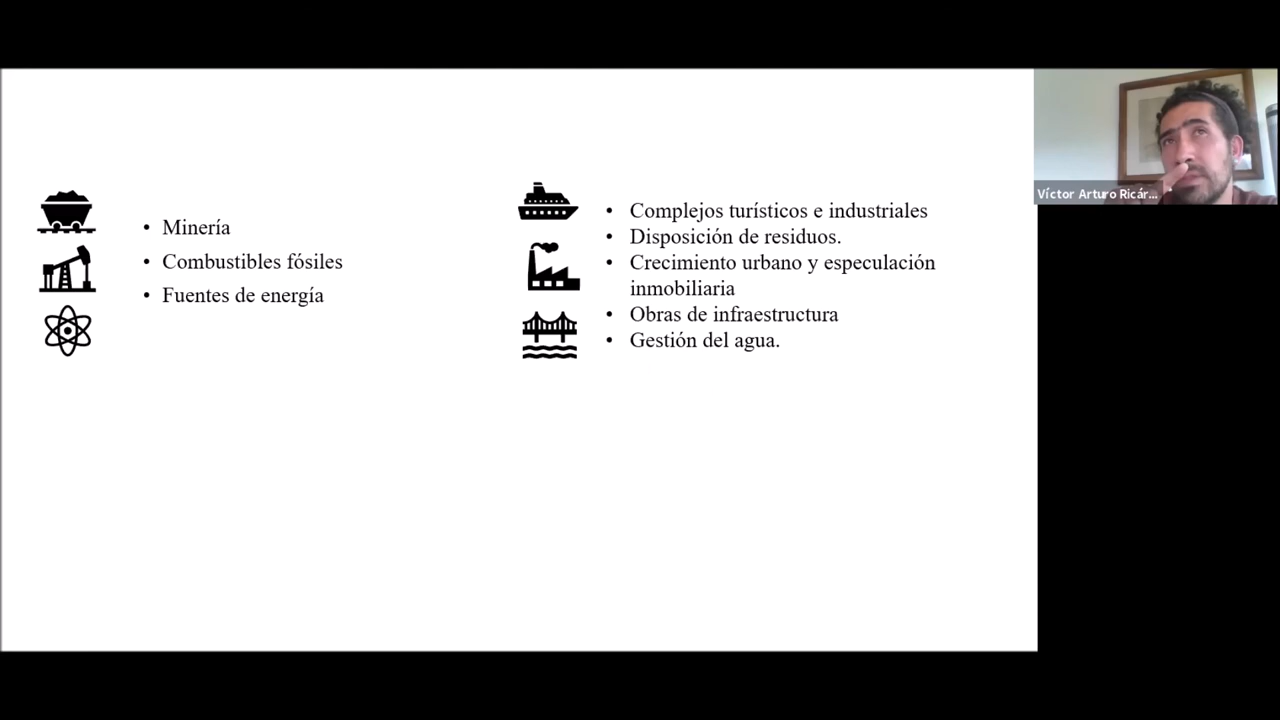 • Minería
• Combustibles fósiles
• Fuentes de energía
• Complejos turísticos e industriales
• Disposición de residuos.
• Crecimiento urbano y especulación
inmobiliaria
• Obras de infraestructura
• Gestión del agua.
Víctor Arturo Ricár...